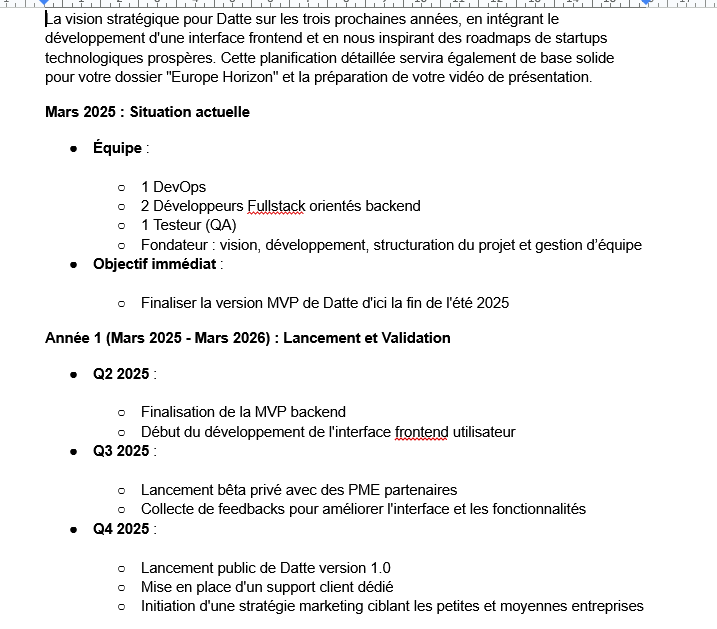 La vision stratégique pour Datte sur les trois prochaines années, en intégrant le
développement d'une interface frontend et en nous inspirant des roadmaps de startups
technologiques prospères. Cette planification détaillée servira également de base solide
pour votre dossier "Europe Horizon" et la préparation de votre vidéo de présentation.
Mars 2025 : Situation actuelle
● Équipe :
○ 1 DevOps
○ 2 Développeurs Fullstack orientés backend
○ 1 Testeur (QA)
○ Fondateur : vision, développement, structuration du projet et gestion d’équipe
● Objectif immédiat :
○ Finaliser la version MVP de Datte d'ici la fin de l'été 2025
Année 1 (Mars 2025 - Mars 2026) : Lancement et Validation
● Q2 2025 :
○ Finalisation de la MVP backend
○ Début du développement de l'interface frontend utilisateur
● Q3 2025 :
○ Lancement bêta privé avec des PME partenaires
○ Collecte de feedbacks pour améliorer l'interface et les fonctionnalités
● Q4 2025 :
○ Lancement public de Datte version 1.0
○ Mise en place d'un support client dédié
○ Initiation d'une stratégie marketing ciblant les petites et moyennes entreprises